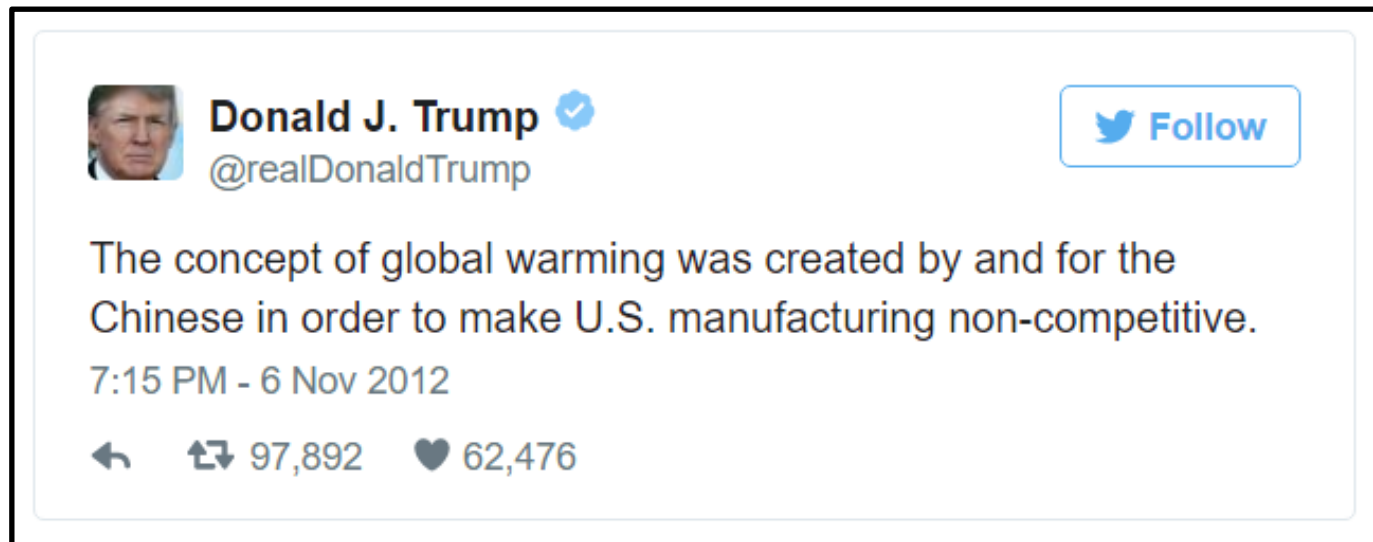 Donald J. Trump
Follow
@realDonaldTrump
The concept of global warming was created by and for the
Chinese in order to make U.S. manufacturing non-competitive.
7:15 PM - 6 Nov 2012
97,892 62,476